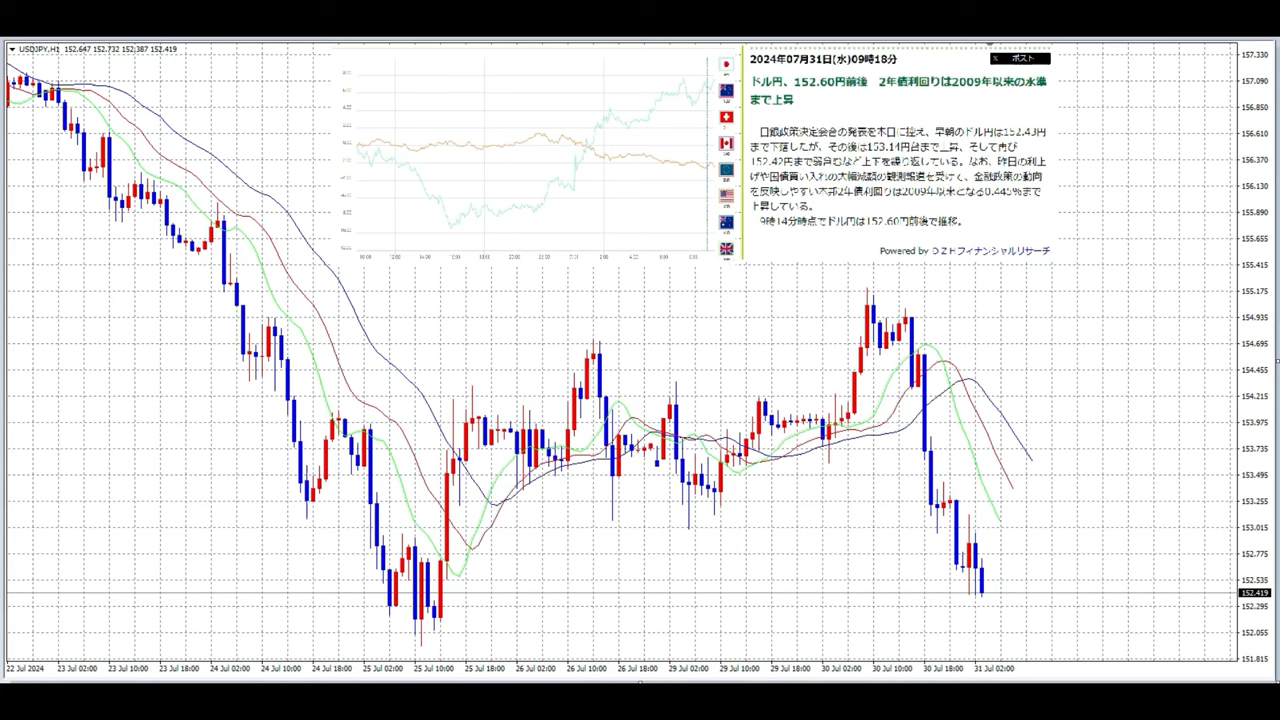 USDJPY,H1 152.647 152.732 152.387 152.419
2024年07月31日(水)09時18分
ポスト
ドル円、152.60円前後 2年債利回りは2009年以来の水準
まで上昇
日銀政策決定会合の発表を本日に控え、早朝のドル円は152.43円
まで下落したが、その後は153.14円台まで上昇、そして再び
152.42円まで弱含むなど上下を繰り返している。なお、昨日の利上
げや国債買い入れの大幅減額の観測報道を受けて、金融政策の動向
を反映しやすい本邦2年債利回りは2009年以来となる0.445%まで
上昇している。
9時14分時点でドル円は152.60円前後で推移。
Powered by DZHフィナンシャルリサーチ
157.330
157.090
156.850
156.610
156.370
156.130
155.890
155.655
155.415
155.175
154.935
154.695
154.455
154.215
153.975
153.735
153.495
153.255
153.015
152.775
152.535
152.419
152.295
152.055
151.815
22 Jul 2024
23 Jul 02:00
23 Jul 10:00
23 Jul 18:00
24 Jul 02:00
24 Jul 10:00
24 Jul 18:00
25 Jul 02:00
25 Jul 10:00
25 Jul 18:00
26 Jul 02:00
26 Jul 10:00
26 Jul 18:00
29 Jul 02:00
29 Jul 10:00
29 Jul 18:00
30 Jul 02:00
30 Jul 10:00
30 Jul 18:00
31 Jul 02:00